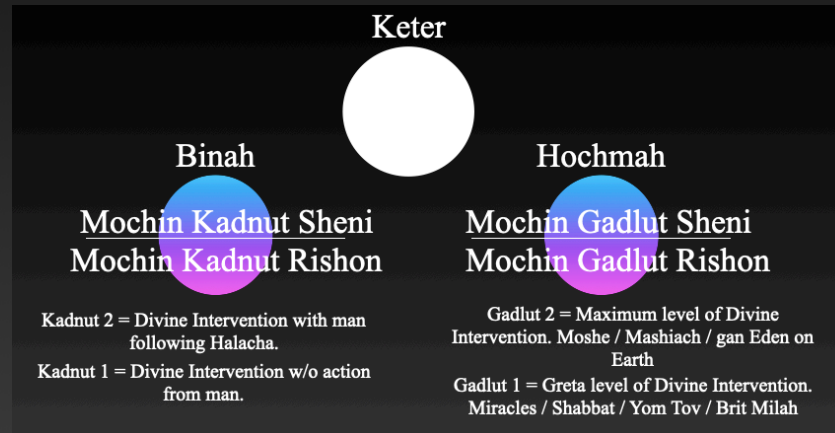 Keter
Binah
Mochin Kadnut Sheni
Mochin Kadnut Rishon
Kadnut 2 = Divine Intervention with man
following Halacha.
Kadnut 1 = Divine Intervention w/o action
from man.
Hochmah
Mochin Gadlut Sheni
Mochin Gadlut Rishon
Gadlut 2 = Maximum level of Divine
Intervention. Moshe / Mashiach / gan Eden on
Earth
Gadlut 1 = Greta level of Divine Intervention.
Miracles / Shabbat / Yom Tov / Brit Milah